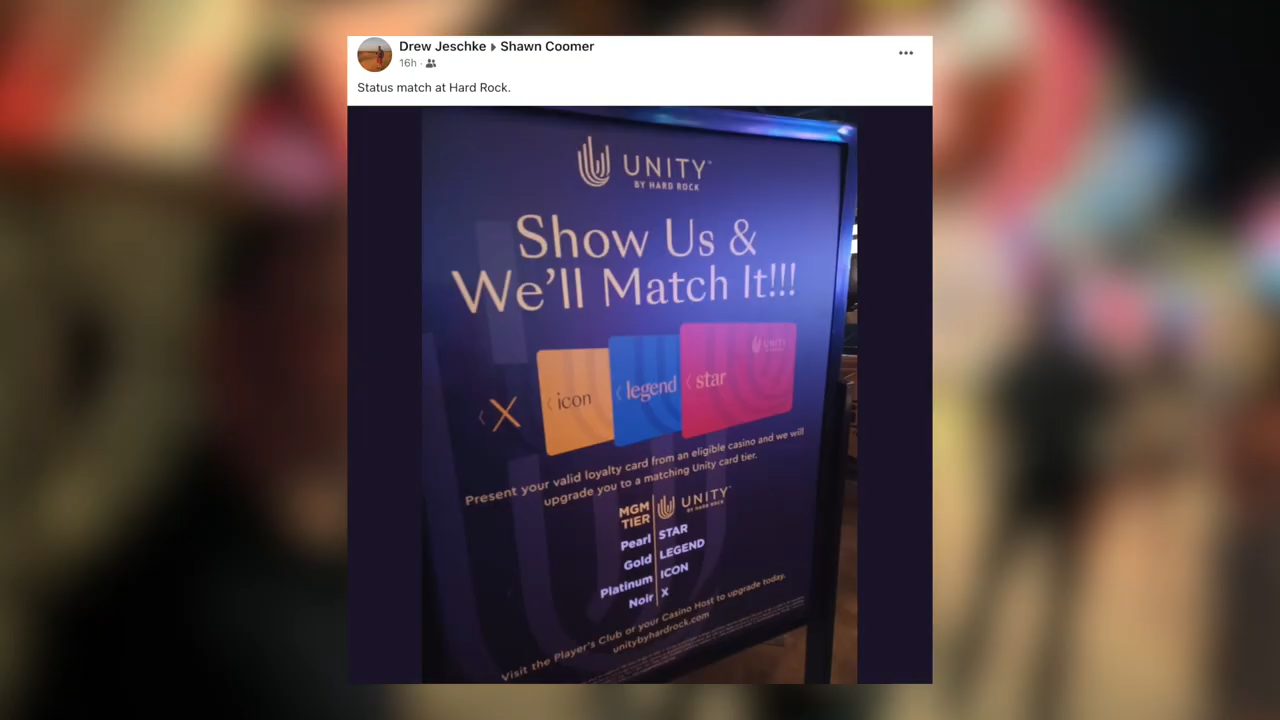 Drew Jeschke ▸ Shawn Coomer
16h ·
Status match at Hard Rock.
UNITY™
BY HARD ROCK
Show Us &
We'll Match It!!!
X
icon
legend
star
UNITY
Present your valid loyalty card from an eligible casino and we will
upgrade you to a matching Unity card tier.
MGM TIER UNITY™ BY HARD ROCK
Pearl STAR
Gold LEGEND
Platinum ICON
Noir X
Visit the Player's Club or your Casino Host to upgrade today.
unitybyhardrock.com